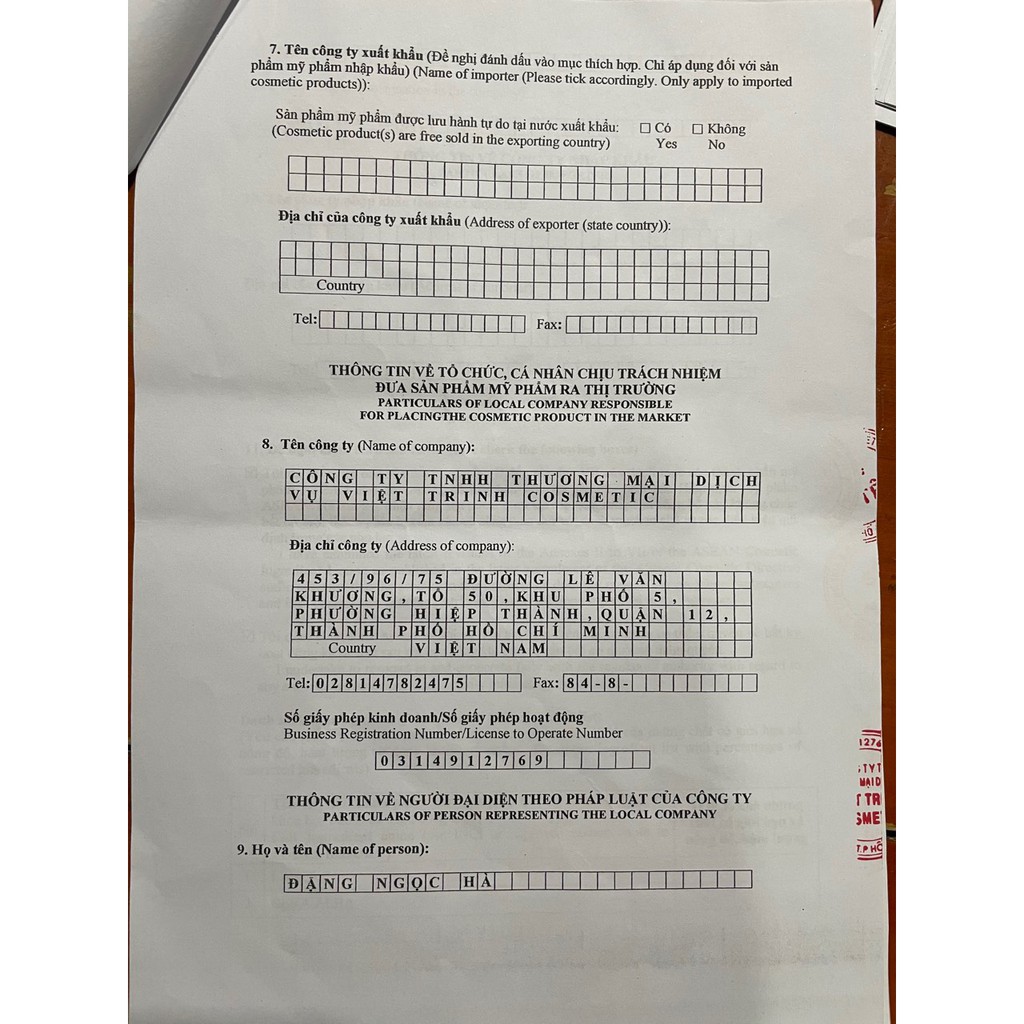 7. Tên công ty xuất khẩu (Đề nghị đánh dấu vào mục thích hợp. Chỉ áp dụng đối với sản
phẩm mỹ phẩm nhập khẩu) (Name of importer (Please tick accordingly. Only apply to imported
cosmetic products)):
Sản phẩm mỹ phẩm được lưu hành tự do tại nước xuất khẩu: ☐ Có ☐ Không
(Cosmetic product(s) are free sold in the exporting country) Yes No
Địa chỉ của công ty xuất khẩu (Address of exporter (state country)):
Country
Tel: Fax:
THÔNG TIN VỀ TỔ CHỨC, CÁ NHÂN CHỊU TRÁCH NHIỆM
ĐƯA SẢN PHẨM MỸ PHẨM RA THỊ TRƯỜNG
PARTICULARS OF LOCAL COMPANY RESPONSIBLE
FOR PLACINGTHE COSMETIC PRODUCT IN THE MARKET
8. Tên công ty (Name of company):
CÔNG TY TNHH THƯƠNG MẠI DỊCH
VỤ VIỆT TRINH COSMETIC
Địa chỉ công ty (Address of company):
453/96/75 ĐƯỜNG LÊ VĂN
KHƯƠNG, TỔ 50, KHU PHỐ 5,
PHƯỜNG HIỆP THÀNH, QUẬN 12,
THÀNH PHỐ HỒ CHÍ MINH
Country VIỆT NAM
Tel: 02814782475 Fax: 84-8-
Số giấy phép kinh doanh/Số giấy phép hoạt động
Business Registration Number/License to Operate Number
0314912769
THÔNG TIN VỀ NGƯỜI ĐẠI DIỆN THEO PHÁP LUẬT CỦA CÔNG TY
PARTICULARS OF PERSON REPRESENTING THE LOCAL COMPANY
9. Họ và tên (Name of person):
ĐẶNG NGỌC HÀ
1276
TYT
MẠI D
T TR
SME
T.P HỒ